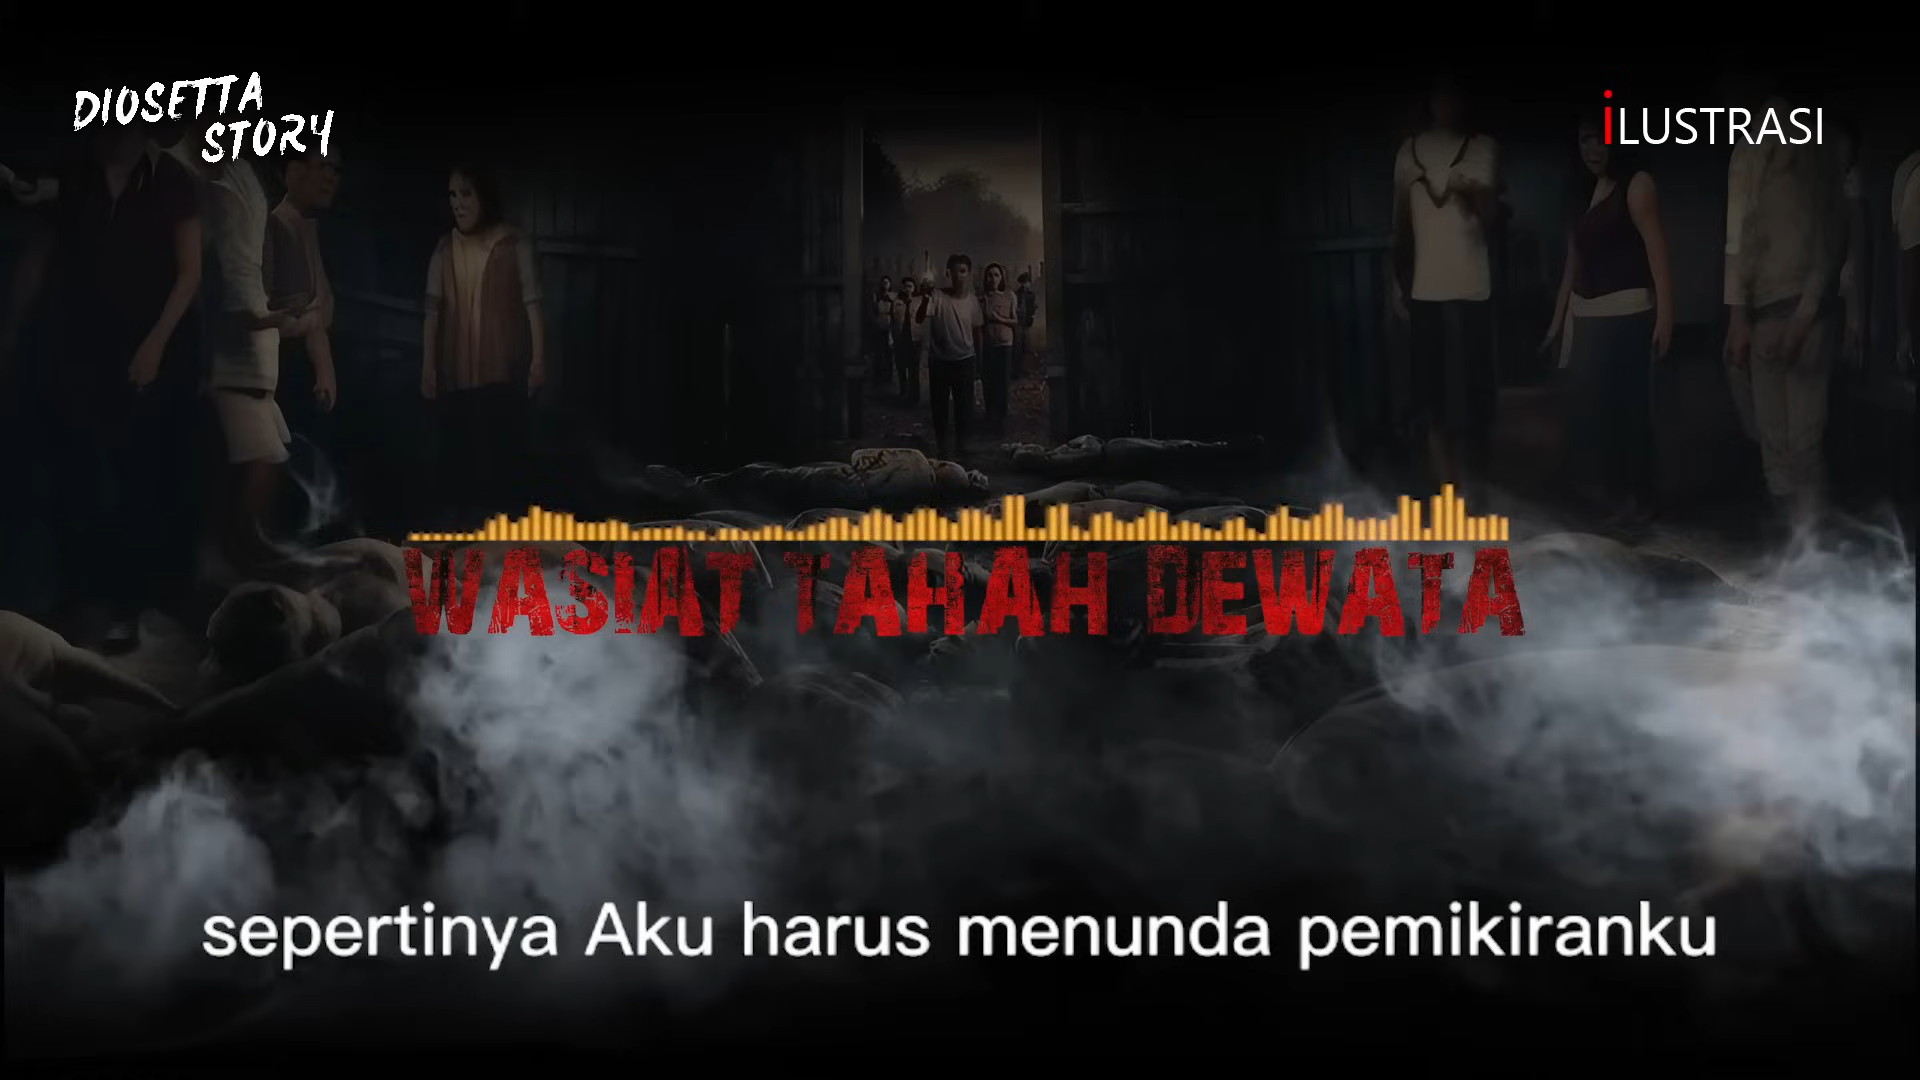 DIOSETTA
STORY
iLUSTRASI
WASIAT TANAH DEWATA
sepertinya Aku harus menunda pemikiranku